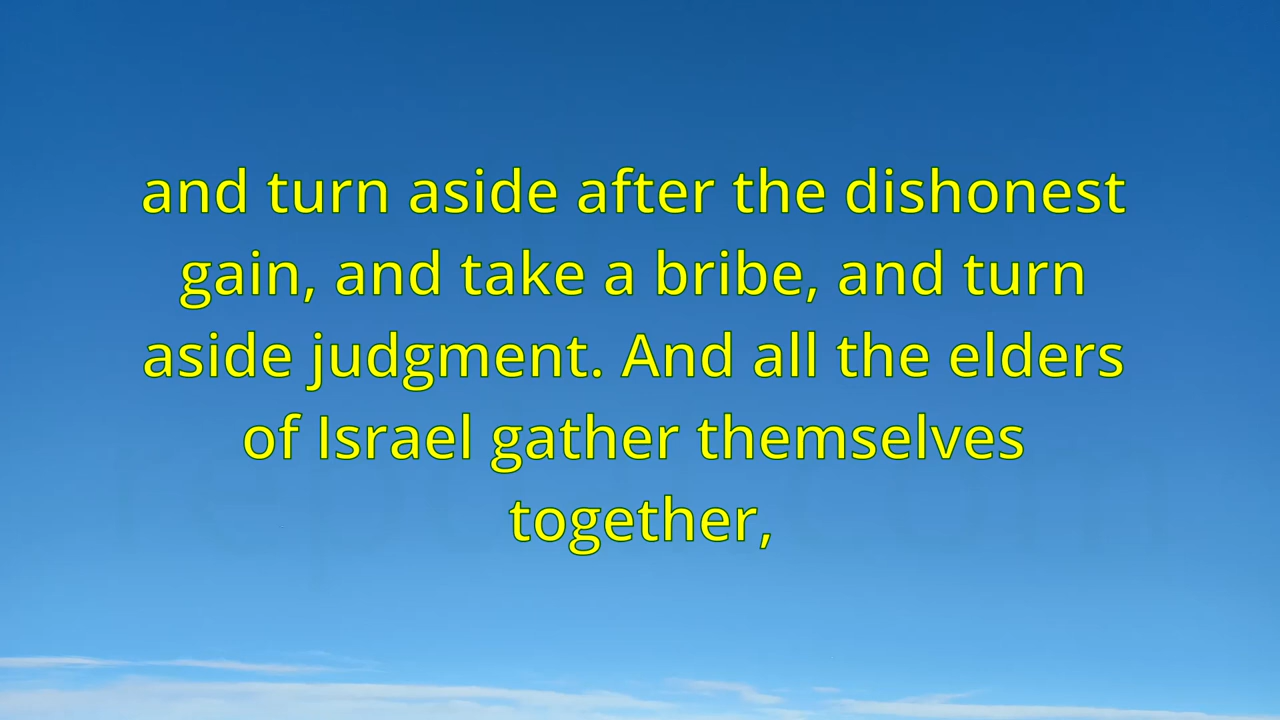 and turn aside after the dishonest
gain, and take a bribe, and turn
aside judgment. And all the elders
of Israel gather themselves
together,